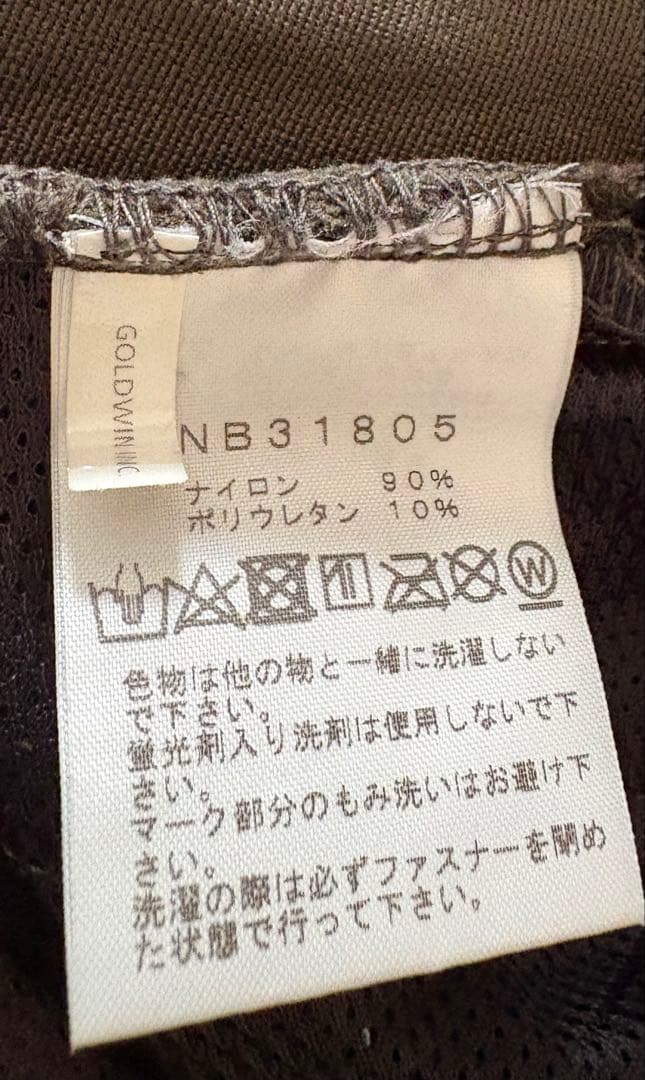 GOLDWIN INC.
NB31805
ナイロン 90%
ポリウレタン 10%
W
色物は他の物と一緒に洗濯しない
で下さい。
蛍光剤入り洗剤は使用しないで下
さい。
マーク部分のもみ洗いはお避け下
さい。
洗濯の際は必ずファスナーを閉め
た状態で行って下さい。